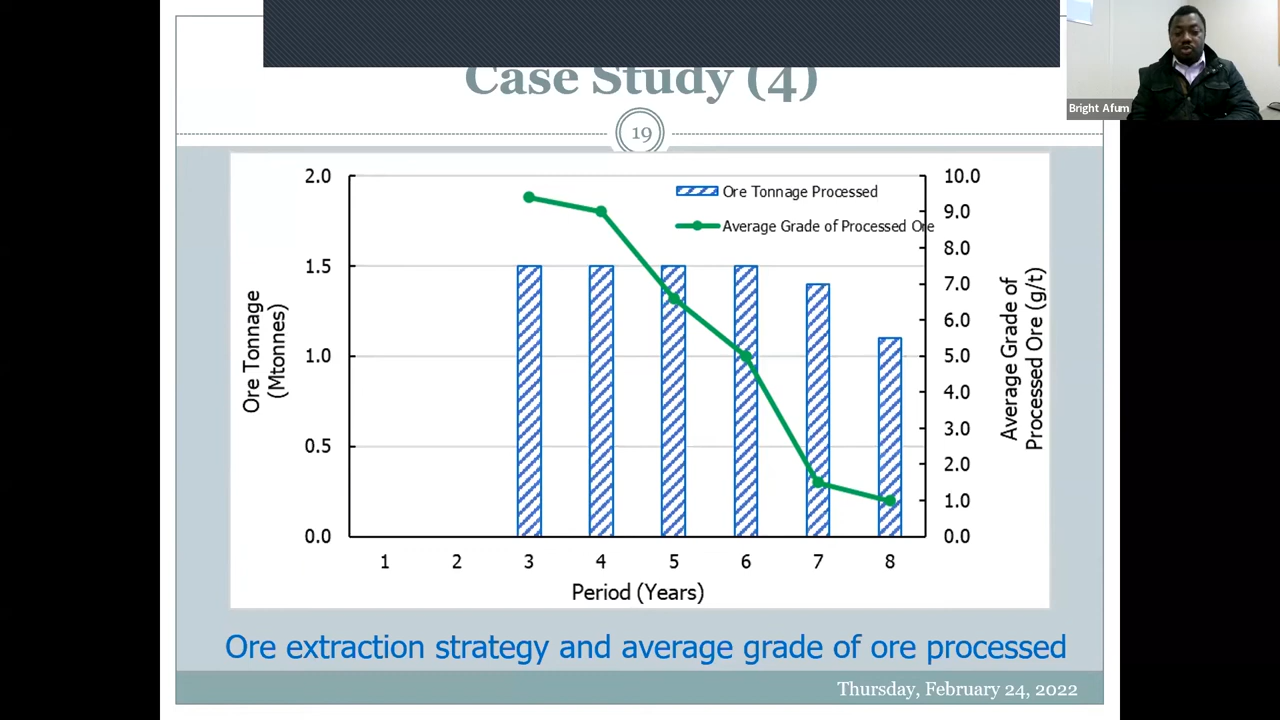 Case Study (4)
Bright Afum
19
2.0
1.5
1.0
0.5
0.0
Ore Tonnage
(Mtonnes)
Ore Tonnage Processed
Average Grade of Processed Ore
10.0
9.0
8.0
7.0
6.0
5.0
4.0
3.0
2.0
1.0
0.0
Average Grade of
Processed Ore (g/t)
1 2 3 4 5 6 7 8
Period (Years)
Ore extraction strategy and average grade of ore processed
Thursday, February 24, 2022